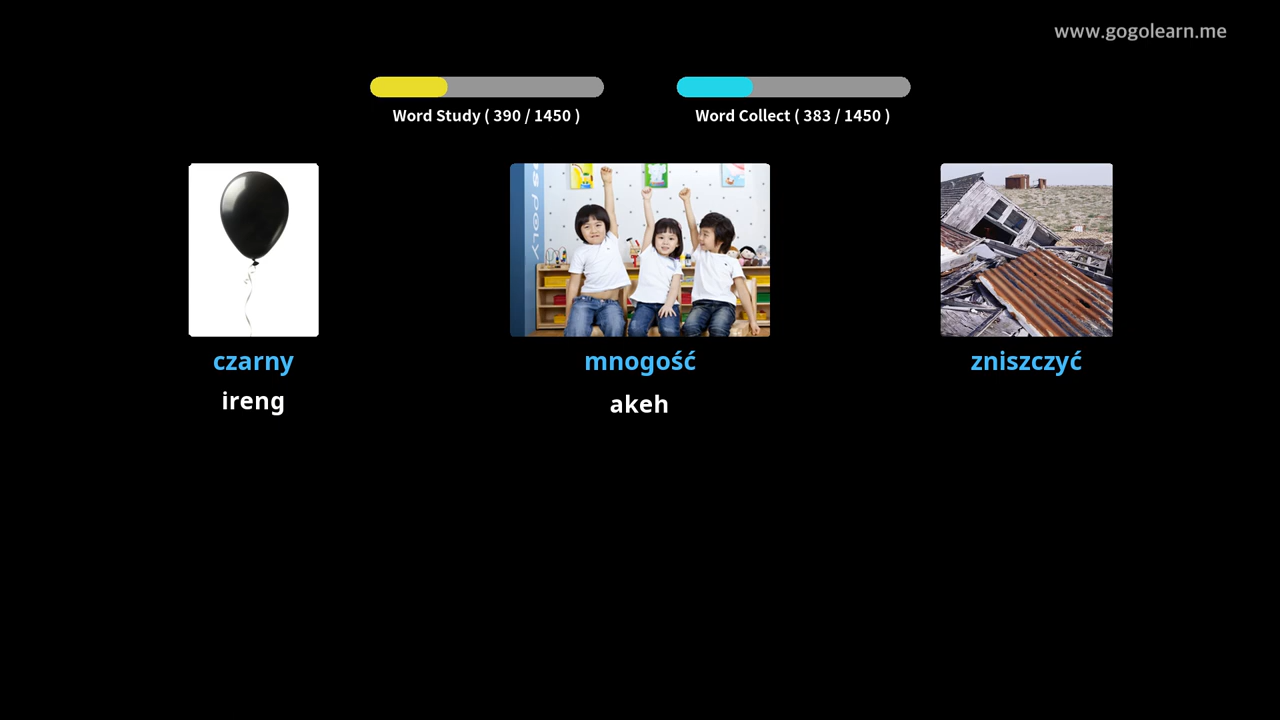 www.gogolearn.me
Word Study ( 390 / 1450 )
Word Collect ( 383 / 1450 )
czarny
mnogość
zniszczyć
ireng
akeh